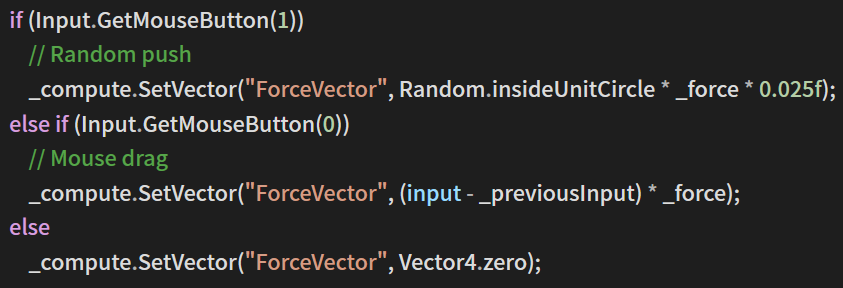 if (Input.GetMouseButton(1))
// Random push
_compute.SetVector("ForceVector", Random.insideUnitCircle * _force * 0.025f);
else if (Input.GetMouseButton(0))
// Mouse drag
_compute.SetVector("ForceVector", (input - _previousInput) * _force);
else
_compute.SetVector("ForceVector", Vector4.zero);